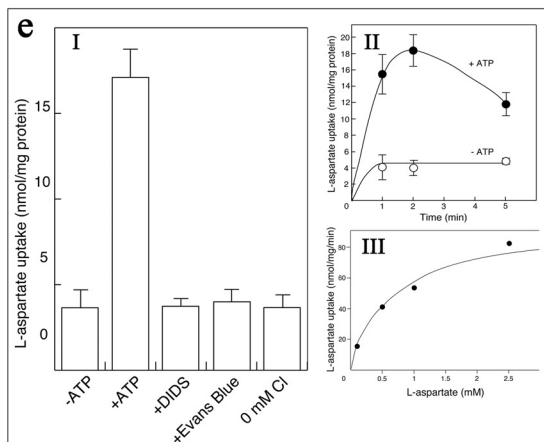 e
I
L-aspartate uptake (nmol/mg protein)
15
10
5
0
-ATP
+ATP
+DIDS
+Evans Blue
0 mM Cl
II
L-aspartate uptake (nmol/mg protein)
20
18
16
14
12
10
8
6
4
2
0
+ ATP
- ATP
0 1 2 3 4 5
Time (min)
III
L-aspartate uptake (nmol/mg/min)
80
60
40
20
0
0.5 1 1.5 2 2.5
L-aspartate (mM)